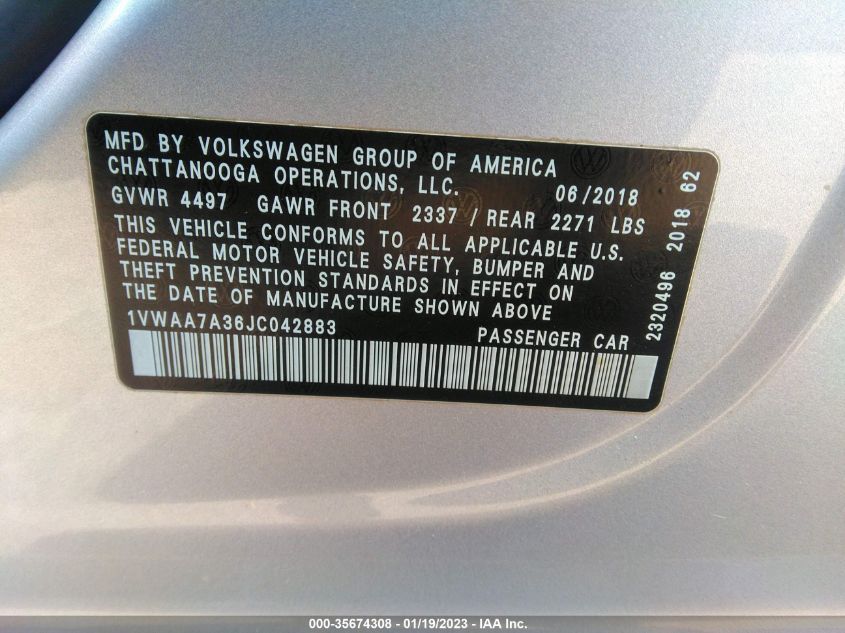 MFD BY VOLKSWAGEN GROUP OF AMERICA
CHATTANOOGA OPERATIONS, LLC. 06/2018
GVWR 4497 GAWR FRONT 2337 / REAR 2271 LBS
THIS VEHICLE CONFORMS TO ALL APPLICABLE U.S.
FEDERAL MOTOR VEHICLE SAFETY, BUMPER AND
THEFT PREVENTION STANDARDS IN EFFECT ON
THE DATE OF MANUFACTURE SHOWN ABOVE
1VWAA7A36JC042883 PASSENGER CAR
2320496 2018 62
000-35674308 - 01/19/2023 - IAA Inc.